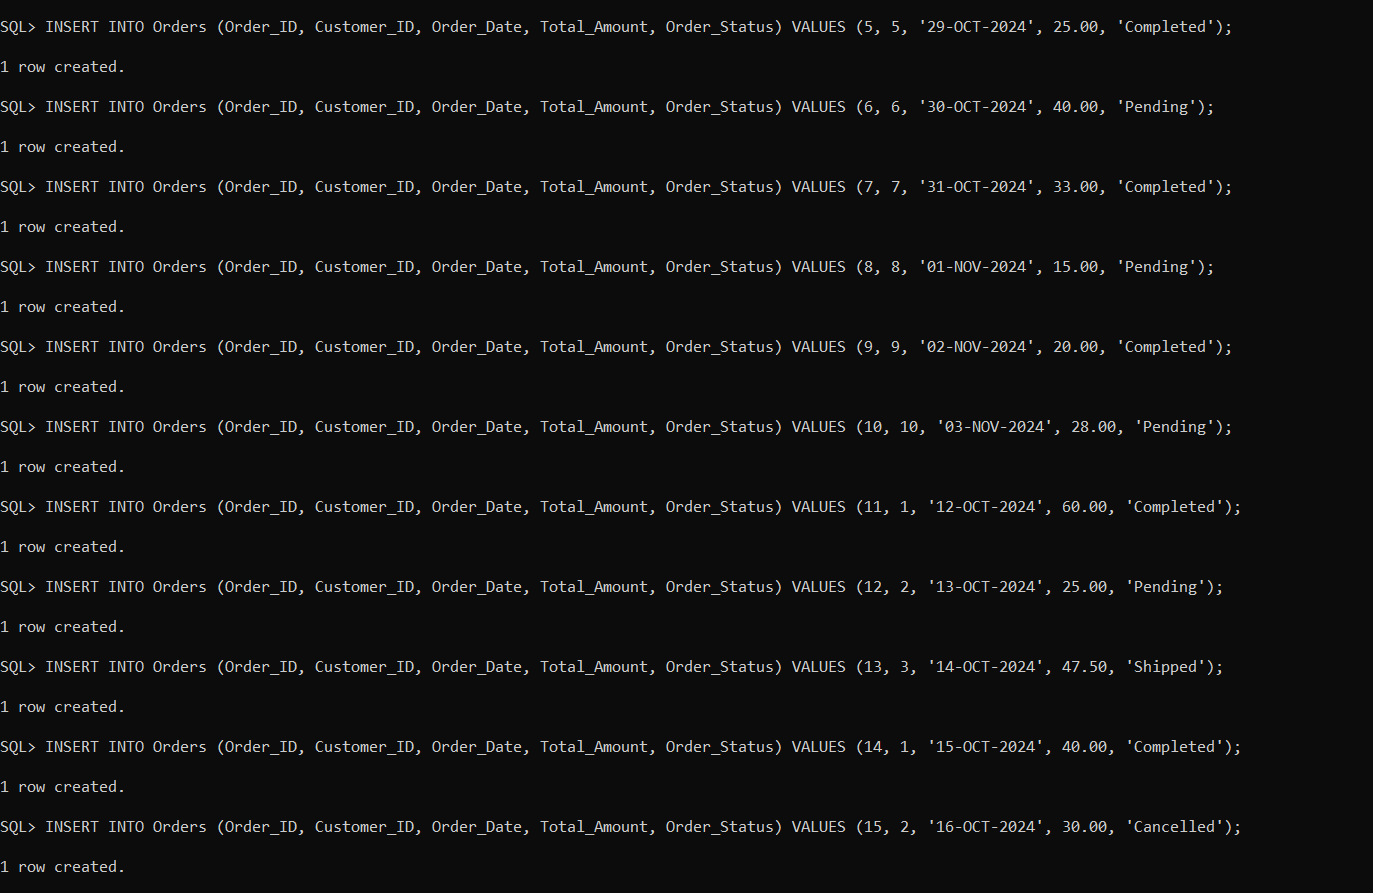 SQL> INSERT INTO Orders (Order_ID, Customer_ID, Order_Date, Total_Amount, Order_Status) VALUES (5, 5, '29-OCT-2024', 25.00, 'Completed');
1 row created.
SQL> INSERT INTO Orders (Order_ID, Customer_ID, Order_Date, Total_Amount, Order_Status) VALUES (6, 6, '30-OCT-2024', 40.00, 'Pending');
1 row created.
SQL> INSERT INTO Orders (Order_ID, Customer_ID, Order_Date, Total_Amount, Order_Status) VALUES (7, 7, '31-OCT-2024', 33.00, 'Completed');
1 row created.
SQL> INSERT INTO Orders (Order_ID, Customer_ID, Order_Date, Total_Amount, Order_Status) VALUES (8, 8, '01-NOV-2024', 15.00, 'Pending');
1 row created.
SQL> INSERT INTO Orders (Order_ID, Customer_ID, Order_Date, Total_Amount, Order_Status) VALUES (9, 9, '02-NOV-2024', 20.00, 'Completed');
1 row created.
SQL> INSERT INTO Orders (Order_ID, Customer_ID, Order_Date, Total_Amount, Order_Status) VALUES (10, 10, '03-NOV-2024', 28.00, 'Pending');
1 row created.
SQL> INSERT INTO Orders (Order_ID, Customer_ID, Order_Date, Total_Amount, Order_Status) VALUES (11, 1, '12-OCT-2024', 60.00, 'Completed');
1 row created.
SQL> INSERT INTO Orders (Order_ID, Customer_ID, Order_Date, Total_Amount, Order_Status) VALUES (12, 2, '13-OCT-2024', 25.00, 'Pending');
1 row created.
SQL> INSERT INTO Orders (Order_ID, Customer_ID, Order_Date, Total_Amount, Order_Status) VALUES (13, 3, '14-OCT-2024', 47.50, 'Shipped');
1 row created.
SQL> INSERT INTO Orders (Order_ID, Customer_ID, Order_Date, Total_Amount, Order_Status) VALUES (14, 1, '15-OCT-2024', 40.00, 'Completed');
1 row created.
SQL> INSERT INTO Orders (Order_ID, Customer_ID, Order_Date, Total_Amount, Order_Status) VALUES (15, 2, '16-OCT-2024', 30.00, 'Cancelled');
1 row created.